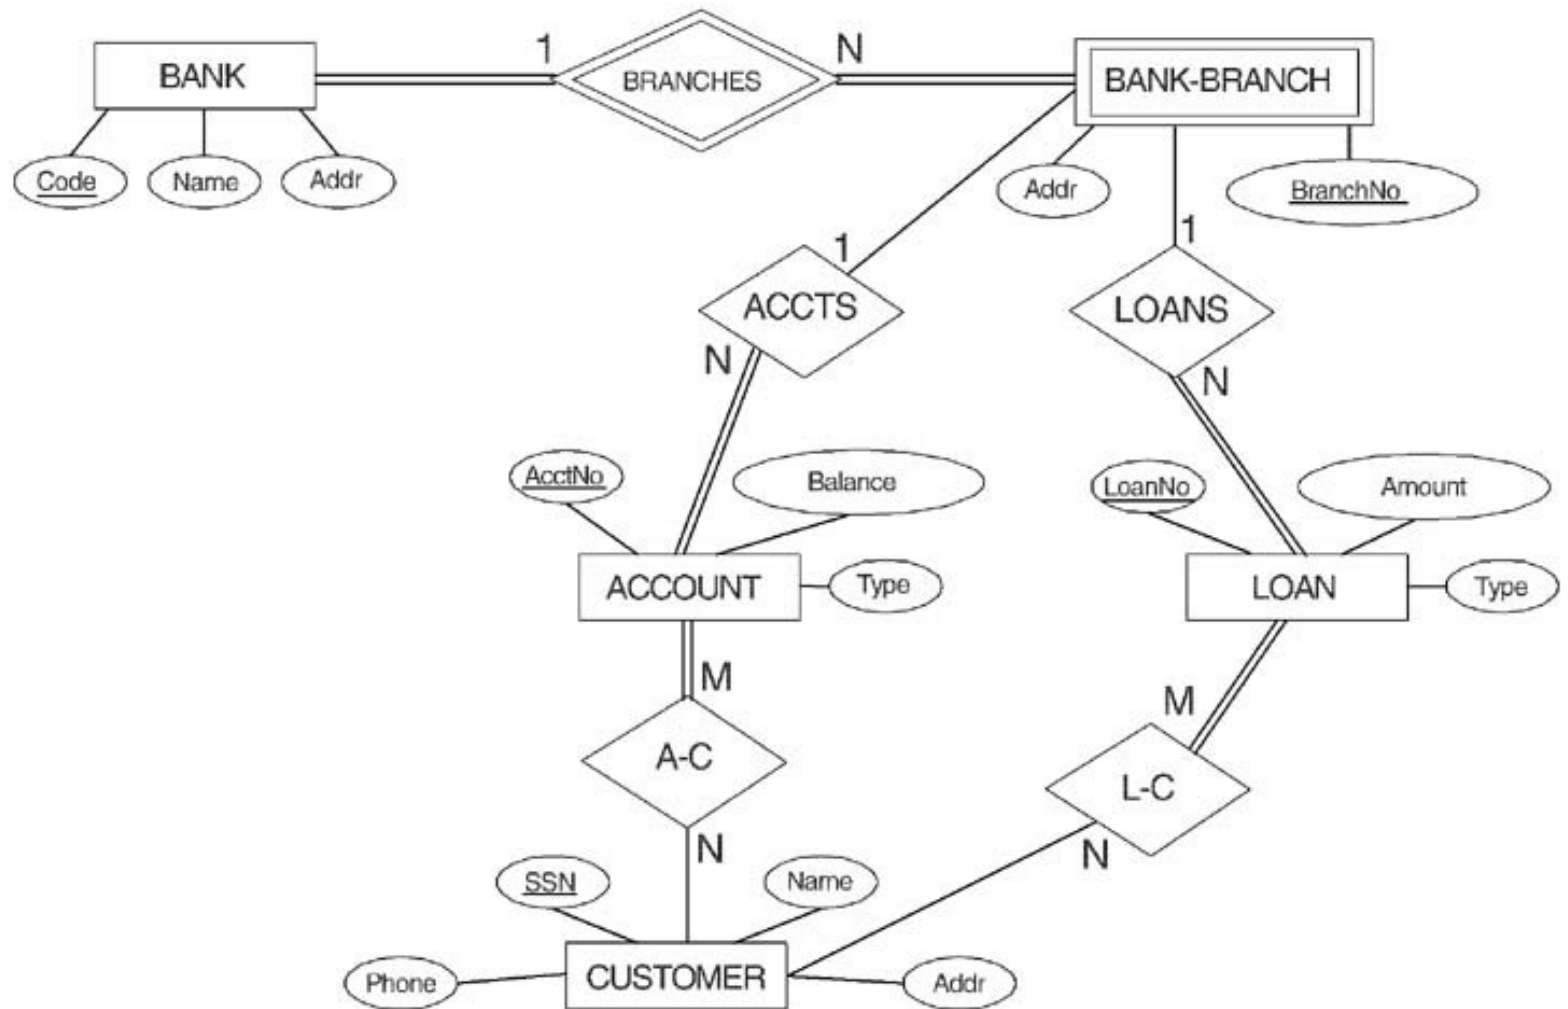 1
N
BANK
BRANCHES
BANK-BRANCH
Code
Name
Addr
Addr
BranchNo
1
1
ACCTS
LOANS
N
N
AcctNo
Balance
LoanNo
Amount
ACCOUNT
Type
LOAN
Type
M
M
A-C
L-C
N
N
SSN
Name
Phone
CUSTOMER
Addr